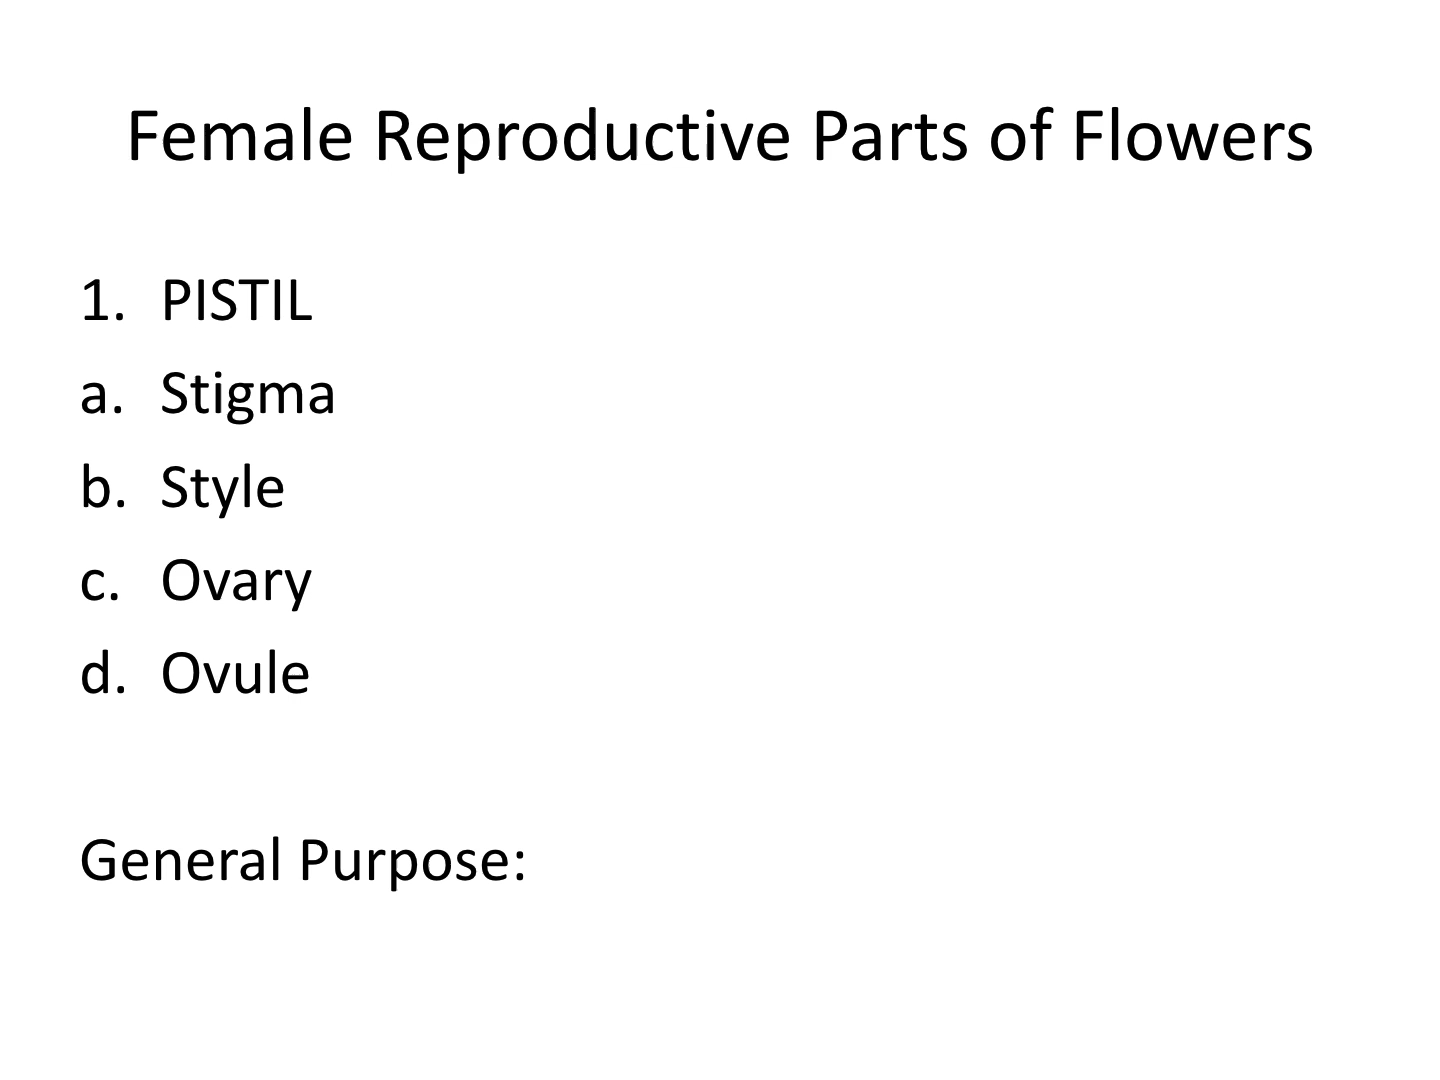 Female Reproductive Parts of Flowers
1. PISTIL
a. Stigma
b. Style
c. Ovary
d. Ovule
General Purpose: